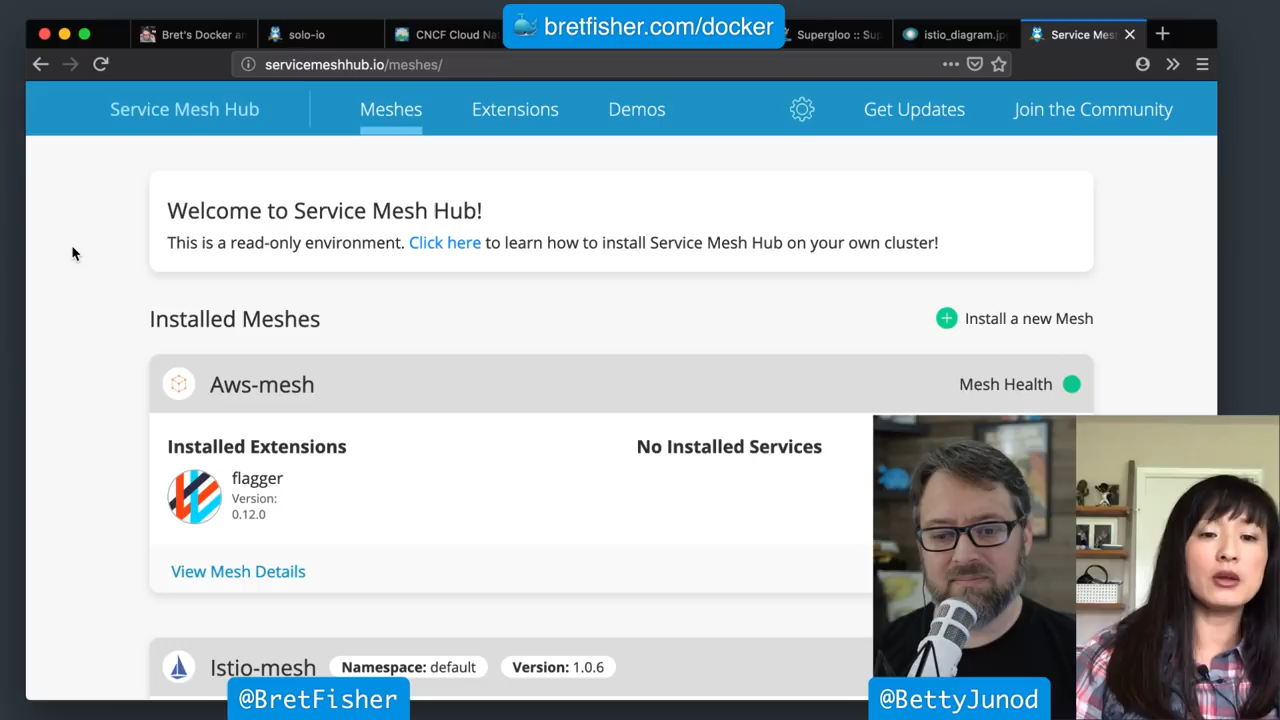 bretfisher.com/docker
Bret's Docker an
solo-io
CNCF Cloud Na
Supergloo :: Sup
istio_diagram.jp
Service Mes
servicemeshhub.io/meshes/
Service Mesh Hub
Meshes
Extensions
Demos
Get Updates
Join the Community
Welcome to Service Mesh Hub!
This is a read-only environment. Click here to learn how to install Service Mesh Hub on your own cluster!
Installed Meshes
Install a new Mesh
Aws-mesh
Mesh Health
Installed Extensions
No Installed Services
flagger
Version:
0.12.0
View Mesh Details
Istio-mesh
Namespace: default
Version: 1.0.6
@BretFisher
@BettyJunod